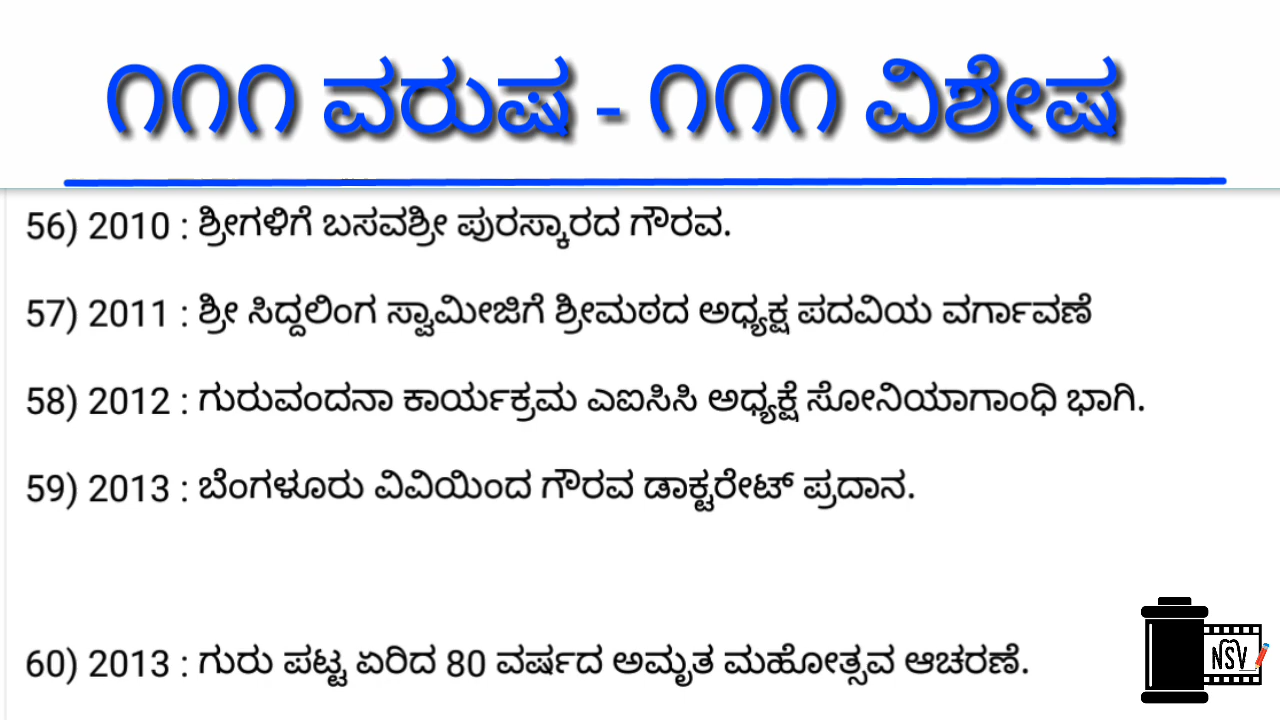 ೧೧೧ ವರುಷ - ೧೧೧ ವಿಶೇಷ
56) 2010 : ಶ್ರೀಗಳಿಗೆ ಬಸವಶ್ರೀ ಪುರಸ್ಕಾರದ ಗೌರವ.
57) 2011 : ಶ್ರೀ ಸಿದ್ದಲಿಂಗ ಸ್ವಾಮೀಜಿಗೆ ಶ್ರೀಮಠದ ಅಧ್ಯಕ್ಷ ಪದವಿಯ ವರ್ಗಾವಣೆ
58) 2012 : ಗುರುವಂದನಾ ಕಾರ್ಯಕ್ರಮ ಎಐಸಿಸಿ ಅಧ್ಯಕ್ಷೆ ಸೋನಿಯಾಗಾಂಧಿ ಭಾಗಿ.
59) 2013 : ಬೆಂಗಳೂರು ವಿವಿಯಿಂದ ಗೌರವ ಡಾಕ್ಟರೇಟ್ ಪ್ರದಾನ.
60) 2013 : ಗುರು ಪಟ್ಟ ಏರಿದ 80 ವರ್ಷದ ಅಮೃತ ಮಹೋತ್ಸವ ಆಚರಣೆ.
NSV